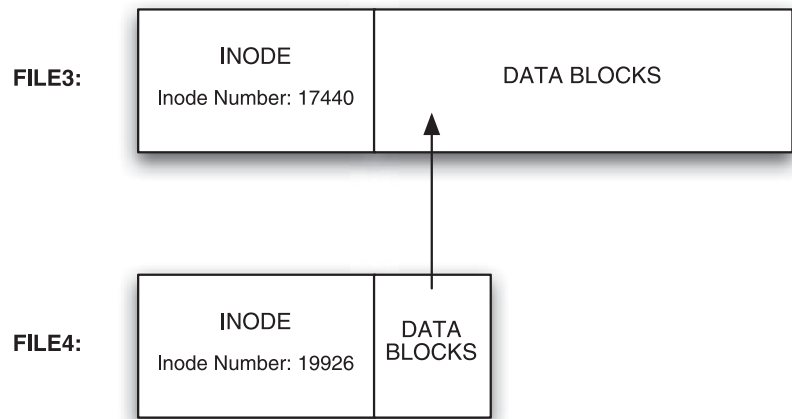 FILE3:
INODE
Inode Number: 17440
DATA BLOCKS
FILE4:
INODE
Inode Number: 19926
DATA
BLOCKS